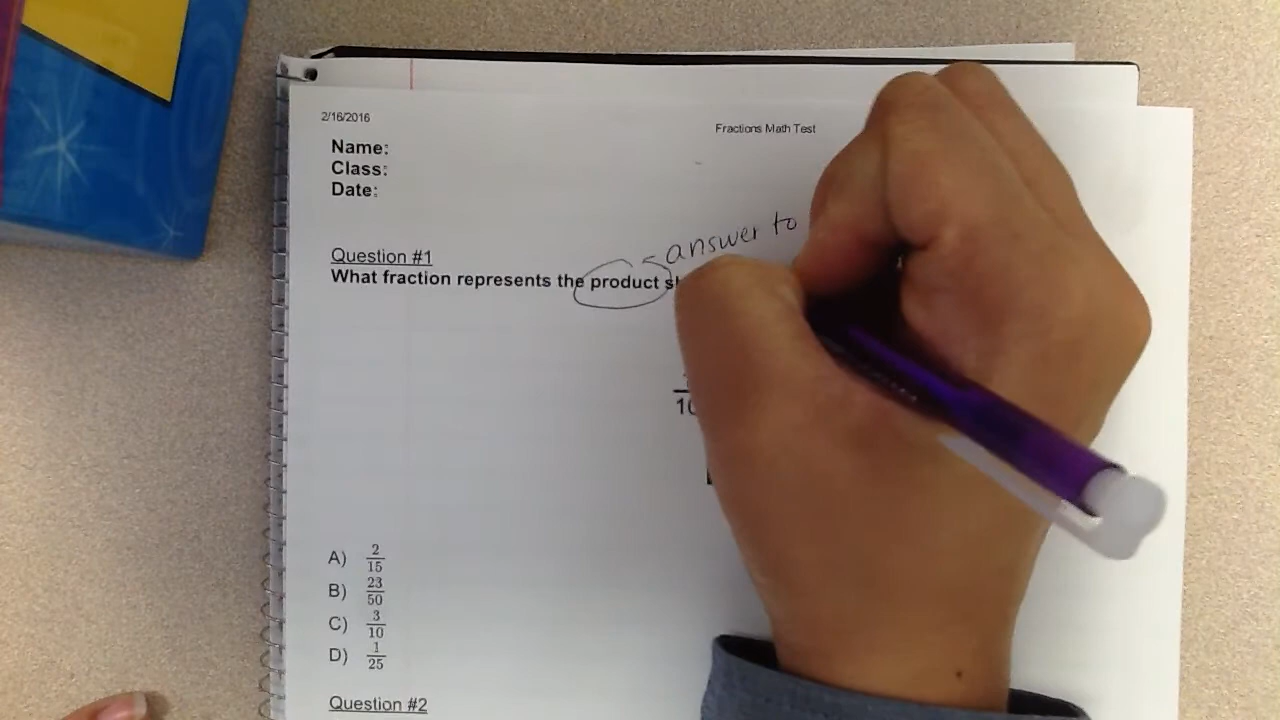 2/16/2016
Fractions Math Test
Name:
Class:
Date:
answer to
Question #1
What fraction represents the product
A) 2/15
B) 23/50
C) 3/10
D) 1/25
Question #2